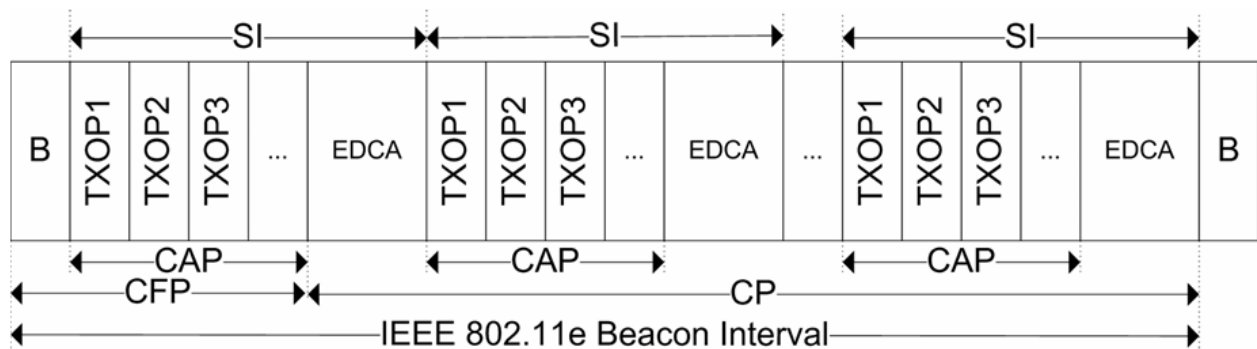 SI SI SI
B TXOP1 TXOP2 TXOP3 ... EDCA TXOP1 TXOP2 TXOP3 ... EDCA ... TXOP1 TXOP2 TXOP3 ... EDCA B
CAP CAP CAP
CFP CP
IEEE 802.11e Beacon Interval